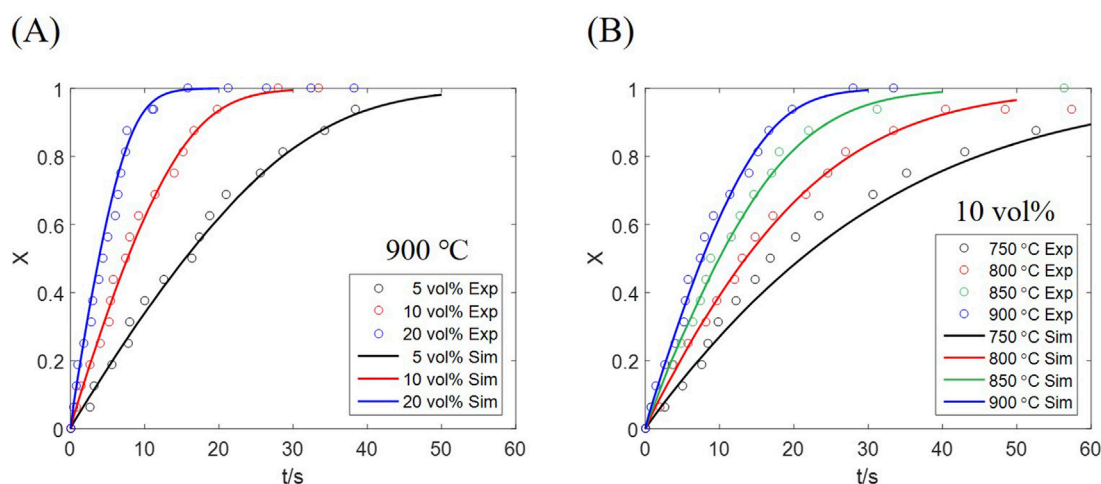 (A)
1
0.8
0.6
0.4
0.2
0
X
0 10 20 30 40 50 60
t/s
900 °C
5 vol% Exp
10 vol% Exp
20 vol% Exp
5 vol% Sim
10 vol% Sim
20 vol% Sim
(B)
1
0.8
0.6
0.4
0.2
0
X
0 10 20 30 40 50 60
t/s
10 vol%
750 °C Exp
800 °C Exp
850 °C Exp
900 °C Exp
750 °C Sim
800 °C Sim
850 °C Sim
900 °C Sim